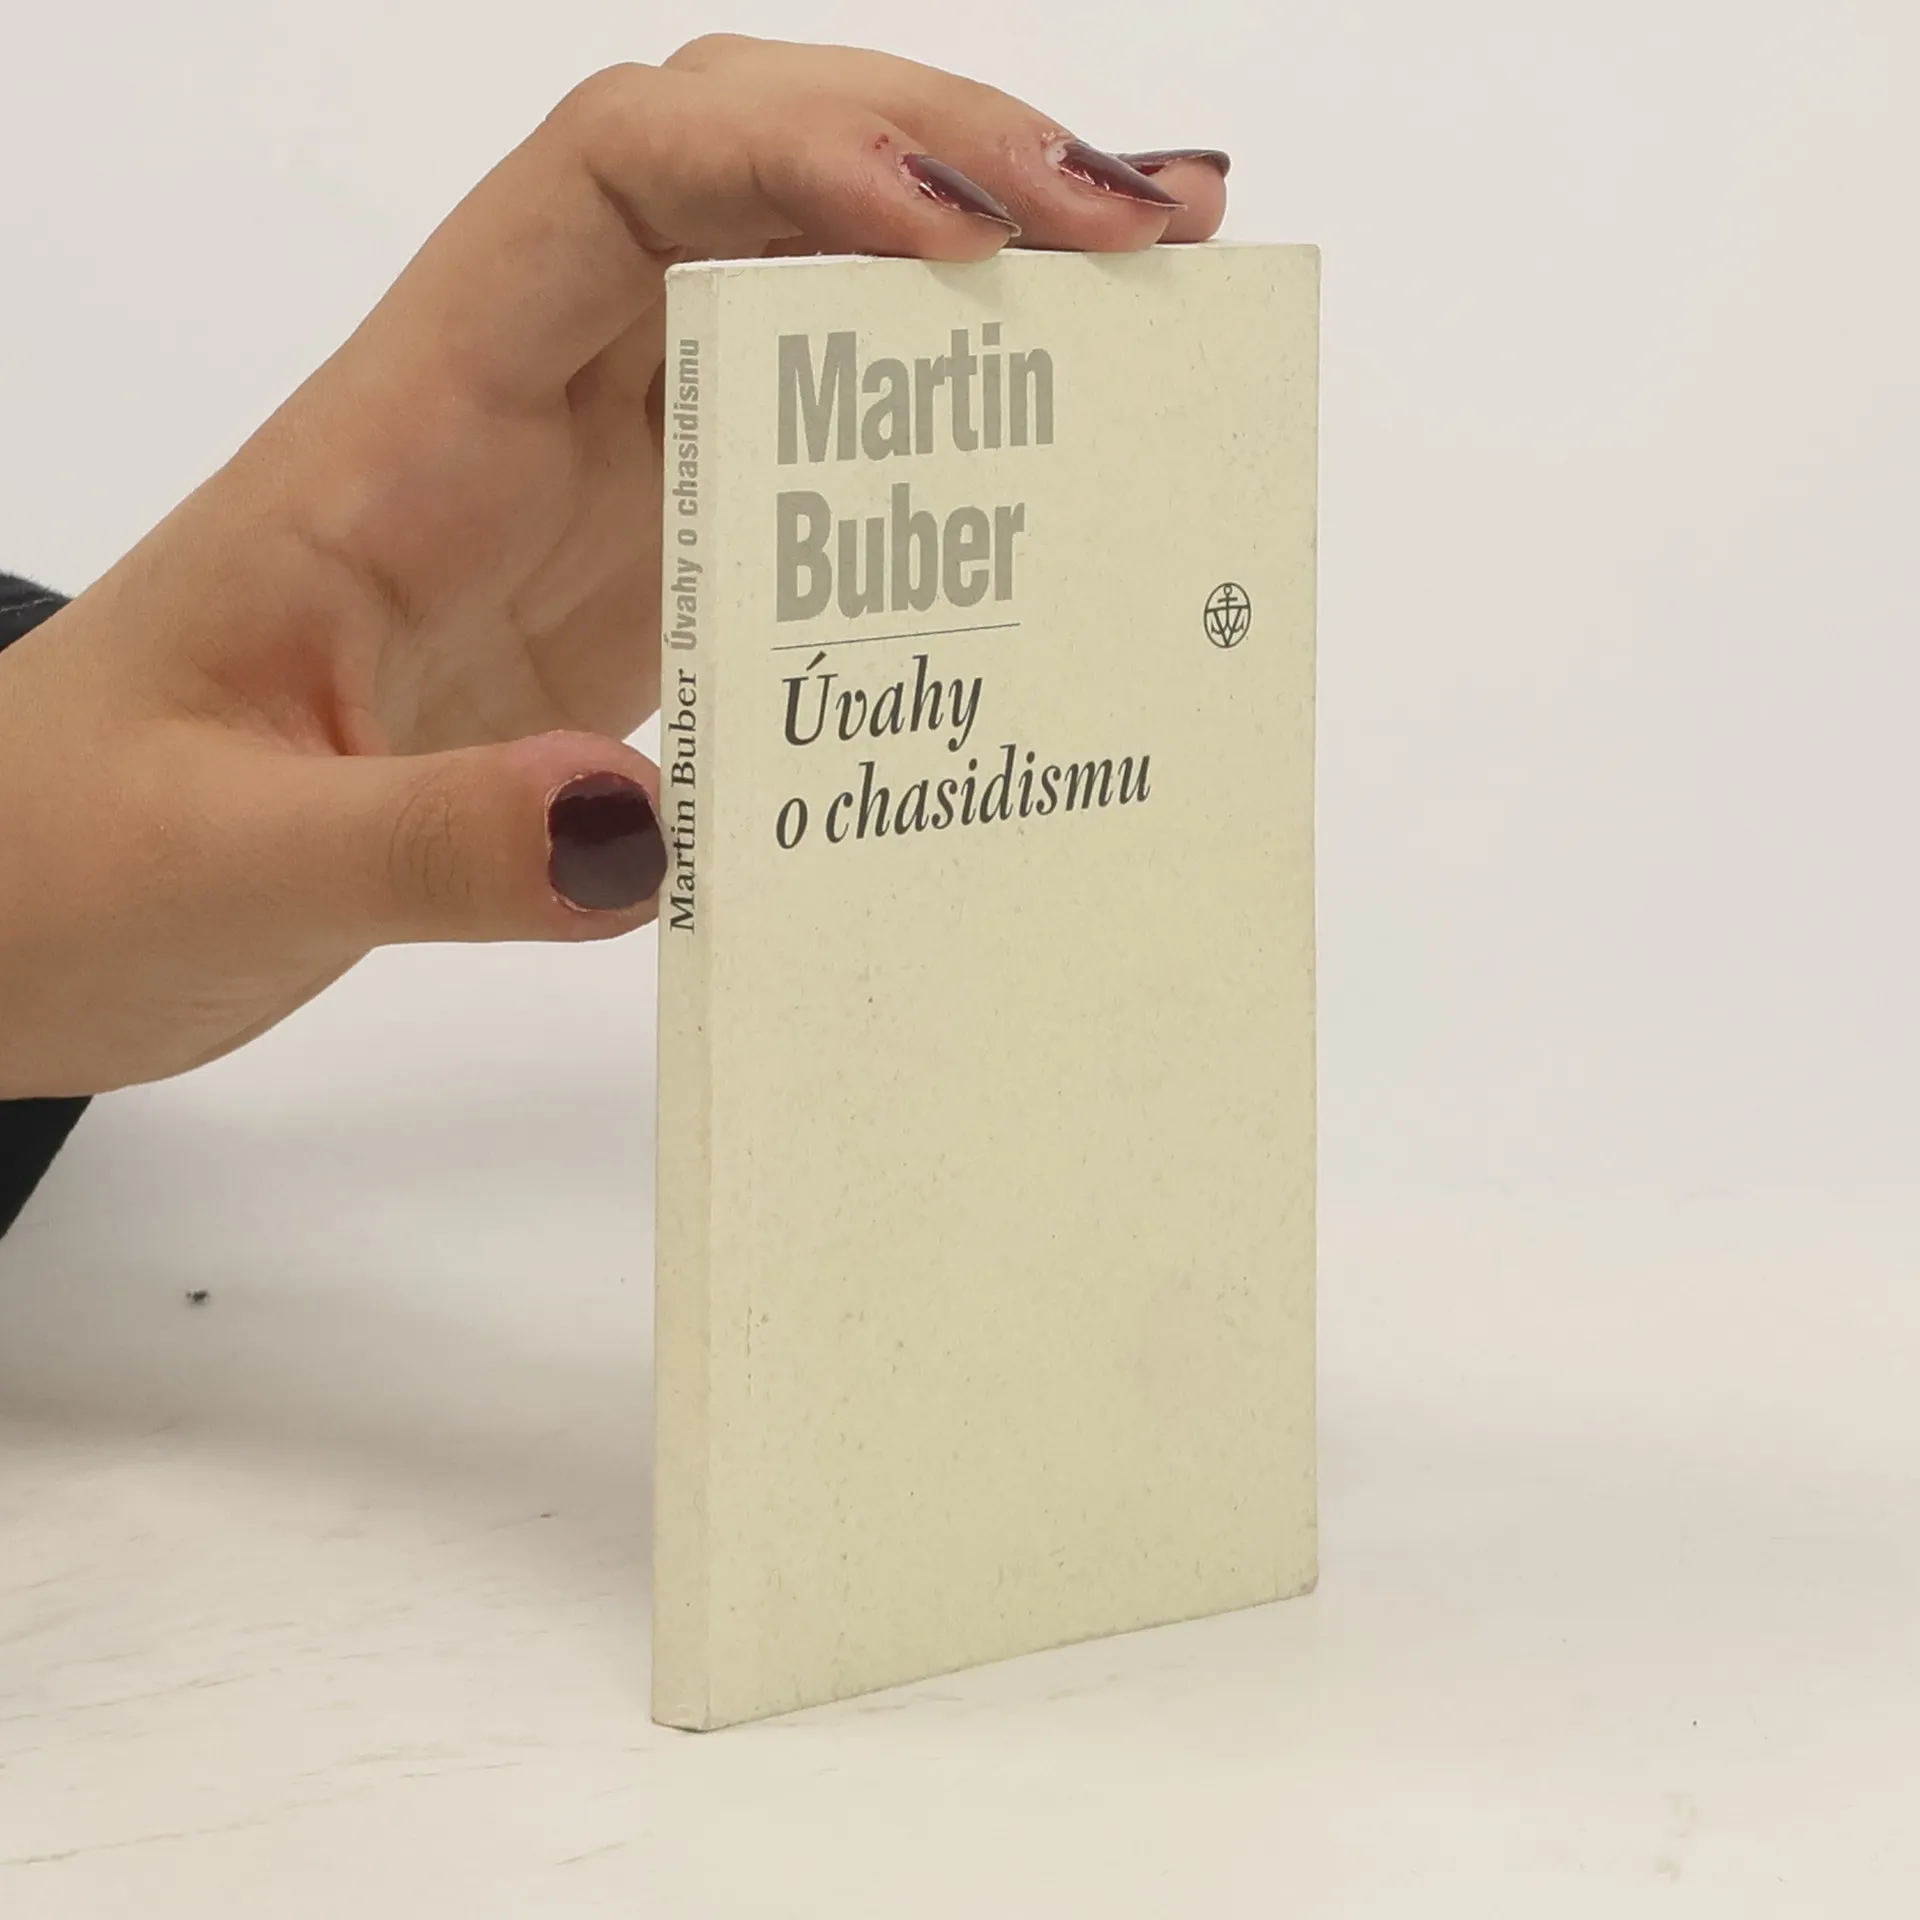 Martin
Buber
Úvahy
o chasidismu
Martin Buber Úvahy o chasidismu